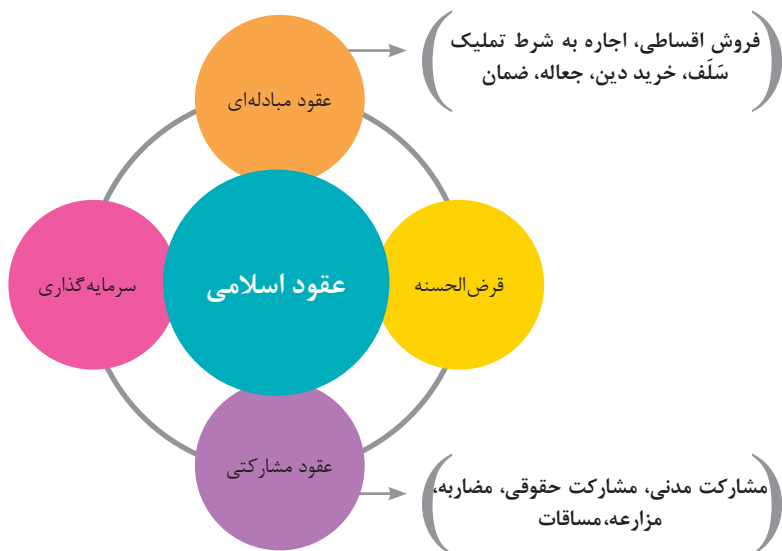 فروش اقساطی، اجاره به شرط تملیک
سَلَف، خرید دین، جعاله، ضمان
عقود مبادله‌ای
قرض‌الحسنه
عقود اسلامی
سرمایه‌گذاری
عقود مشارکتی
مشارکت مدنی، مشارکت حقوقی، مضاربه،
مزارعه،مساقات